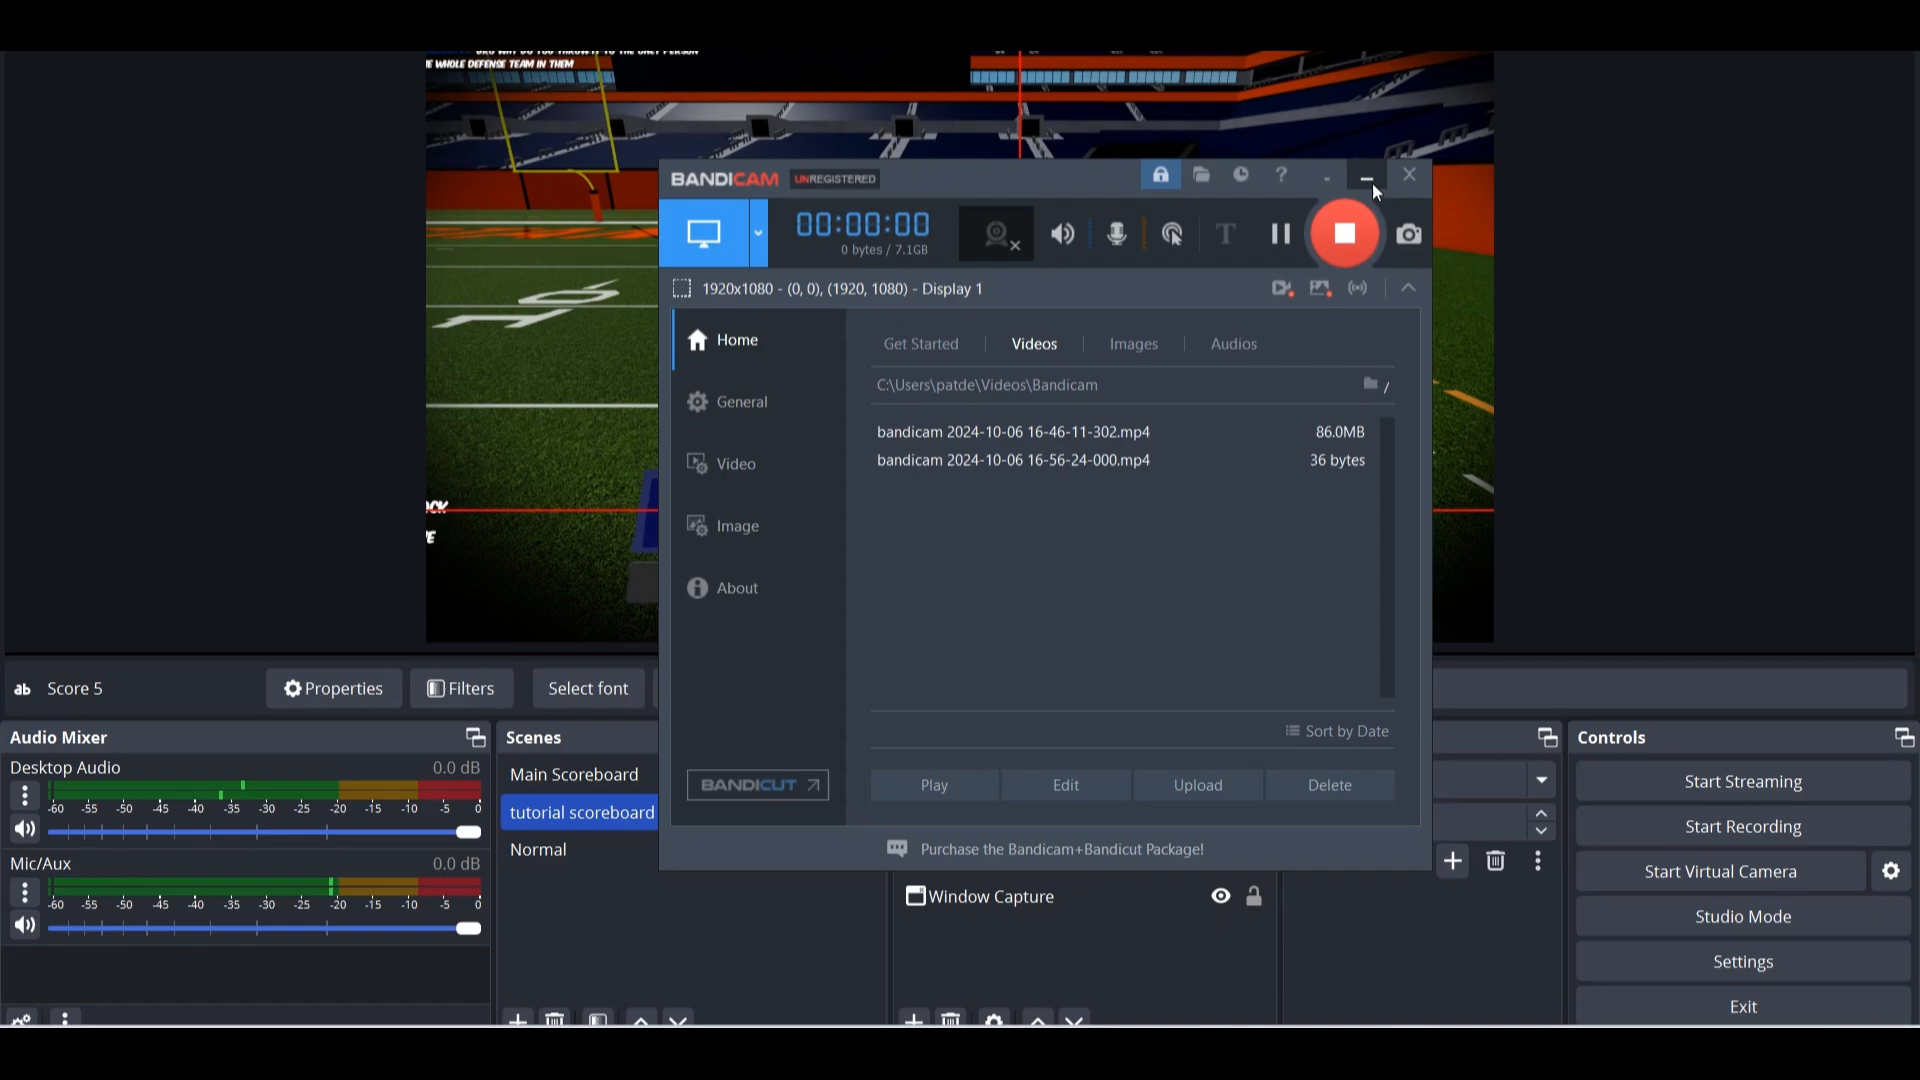 E WHOLE DEFENSE TEAM IN THEM
BANDICAM UNREGISTERED
?
00:00:00
0 bytes / 7.1GB
T
1920x1080 - (0, 0), (1920, 1080) - Display 1
Home
General
Video
Image
About
Get Started
Videos
Images
Audios
C:\Users\patde\Videos\Bandicam
/
bandicam 2024-10-06 16-46-11-302.mp4 86.0MB
bandicam 2024-10-06 16-56-24-000.mp4 36 bytes
Sort by Date
BANDICUT
Play
Edit
Upload
Delete
Purchase the Bandicam+Bandicut Package!
ab Score 5
Properties
Filters
Select font
Audio Mixer
Desktop Audio 0.0 dB
-60 -55 -50 -45 -40 -35 -30 -25 -20 -15 -10 -5 0
Mic/Aux 0.0 dB
-60 -55 -50 -45 -40 -35 -30 -25 -20 -15 -10 -5 0
Scenes
Main Scoreboard
tutorial scoreboard
Normal
Window Capture
Controls
Start Streaming
Start Recording
Start Virtual Camera
Studio Mode
Settings
Exit